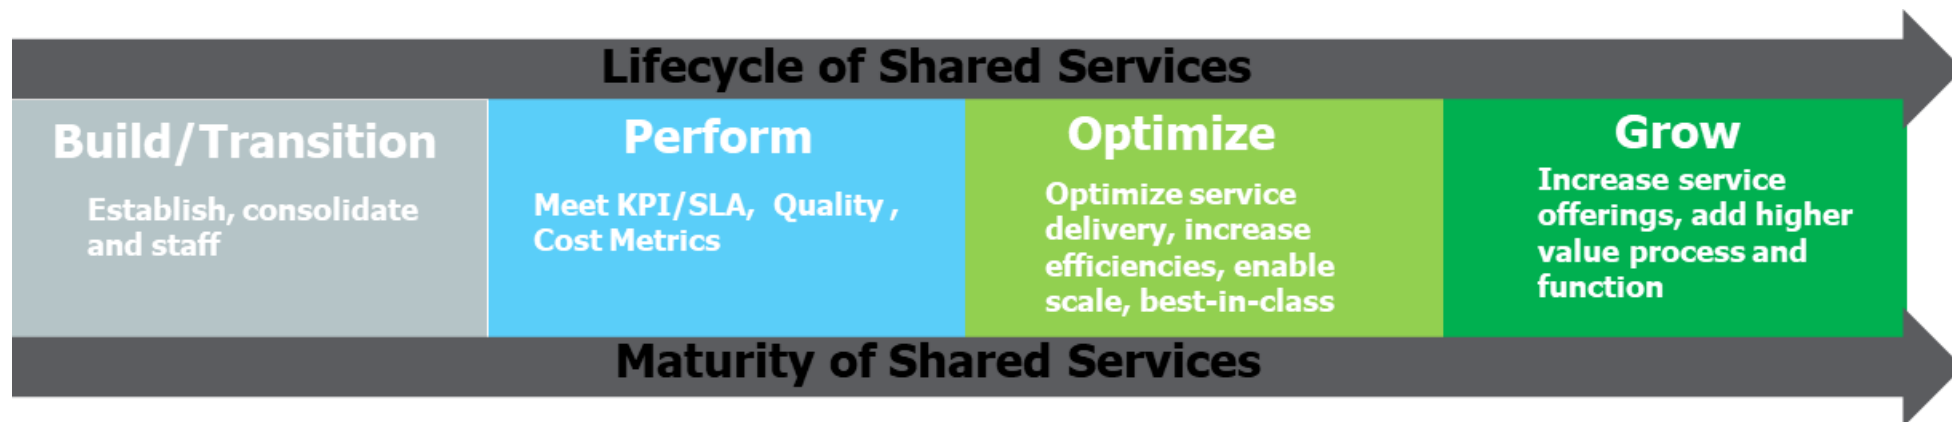 Lifecycle of Shared Services
Build/Transition
Establish, consolidate
and staff
Perform
Meet KPI/SLA, Quality ,
Cost Metrics
Optimize
Optimize service
delivery, increase
efficiencies, enable
scale, best-in-class
Grow
Increase service
offerings, add higher
value process and
function
Maturity of Shared Services